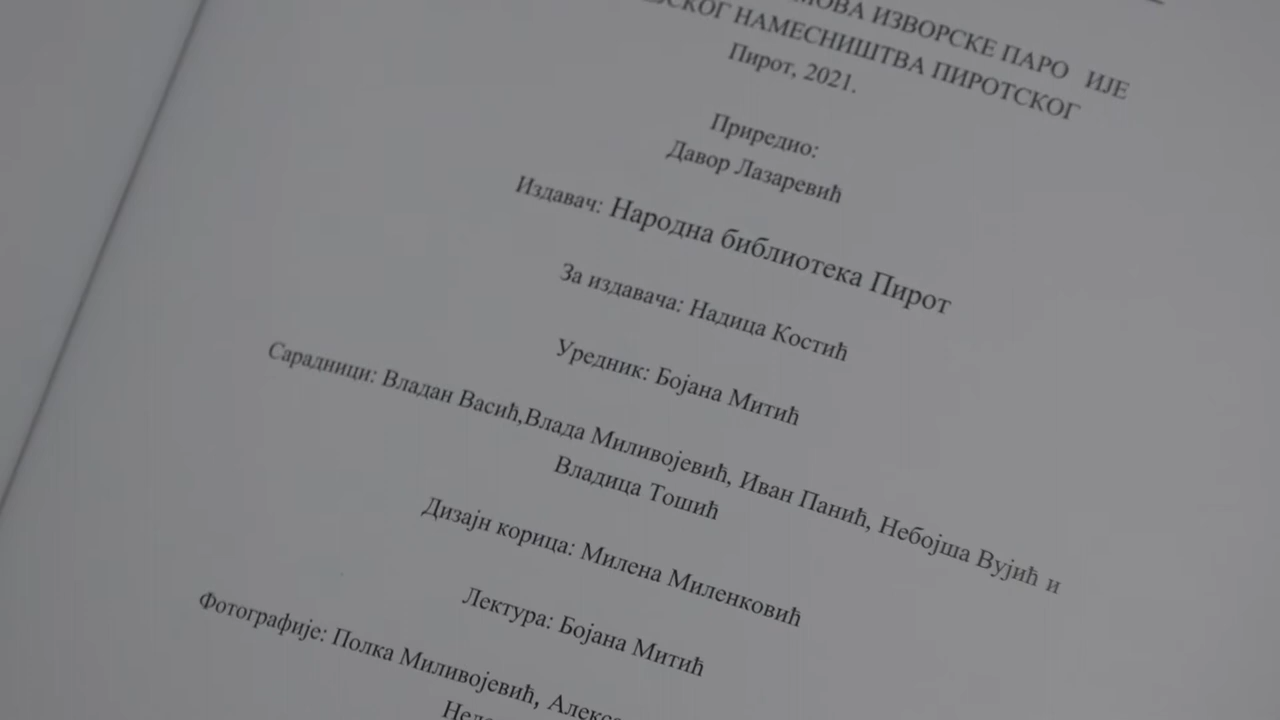 ИЗВОРСКЕ ПАРО ИЈЕ
НАМЕСНИШТВА ПИРОТСКОГ
Пирот, 2021.
Приредио:
Давор Лазаревић
Издавач: Народна библиотека Пирот
За издавача: Надица Костић
Уредник: Бојана Митић
Сарадници: Владан Васић,Влада Миливојевић, Иван Панић, Небојша Вујић и
Владица Тошић
Дизајн корица: Милена Миленковић
Лектура: Бојана Митић
Фотографије: Полка Миливојевић,